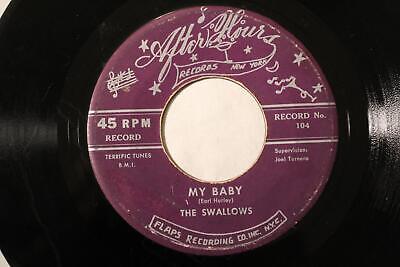 After Hours
RECORDS NEW YORK
45 RPM
RECORD
RECORD No.
104
TERRIFIC TUNES
B.M.I.
Supervision:
Joel Turnero
MY BABY
(Earl Hurley)
THE SWALLOWS
FLAPS RECORDING CO. INC. N.Y.C.